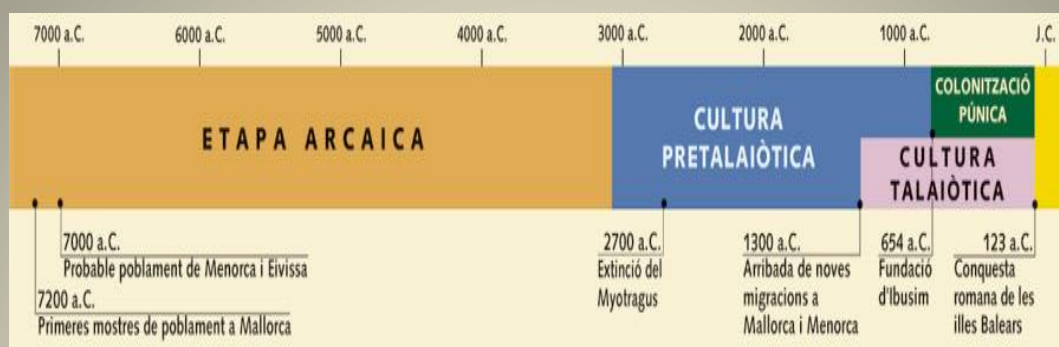 7000 a.C. 6000 a.C. 5000 a.C. 4000 a.C. 3000 a.C. 2000 a.C. 1000 a.C. J.C.
ETAPA ARCAICA
CULTURA
PRETALAIÒTICA
COLONITZACIÓ
PÚNICA
CULTURA
TALAIÒTICA
7000 a.C.
Probable poblament de Menorca i Eivissa
7200 a.C.
Primeres mostres de poblament a Mallorca
2700 a.C.
Extinció del
Myotragus
1300 a.C.
Arribada de noves
migracions a
Mallorca i Menorca
654 a.C.
Fundació
d'Ibusim
123 a.C.
Conquesta
romana de les
illes Balears